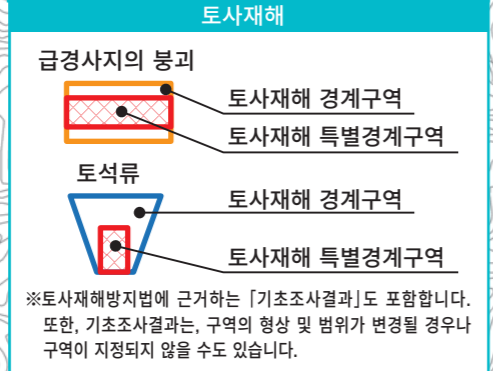 토사재해
급경사지의 붕괴
토사재해 경계구역
토사재해 특별경계구역
토석류
토사재해 경계구역
토사재해 특별경계구역
※토사재해방지법에 근거하는 「기초조사결과」도 포함합니다.
또한, 기초조사결과는, 구역의 형상 및 범위가 변경될 경우나
구역이 지정되지 않을 수도 있습니다.